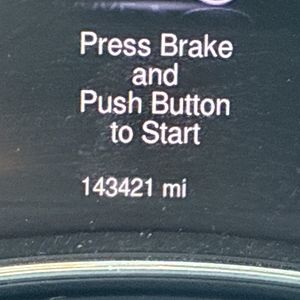 Press Brake
and
Push Button
to Start
143421 mi